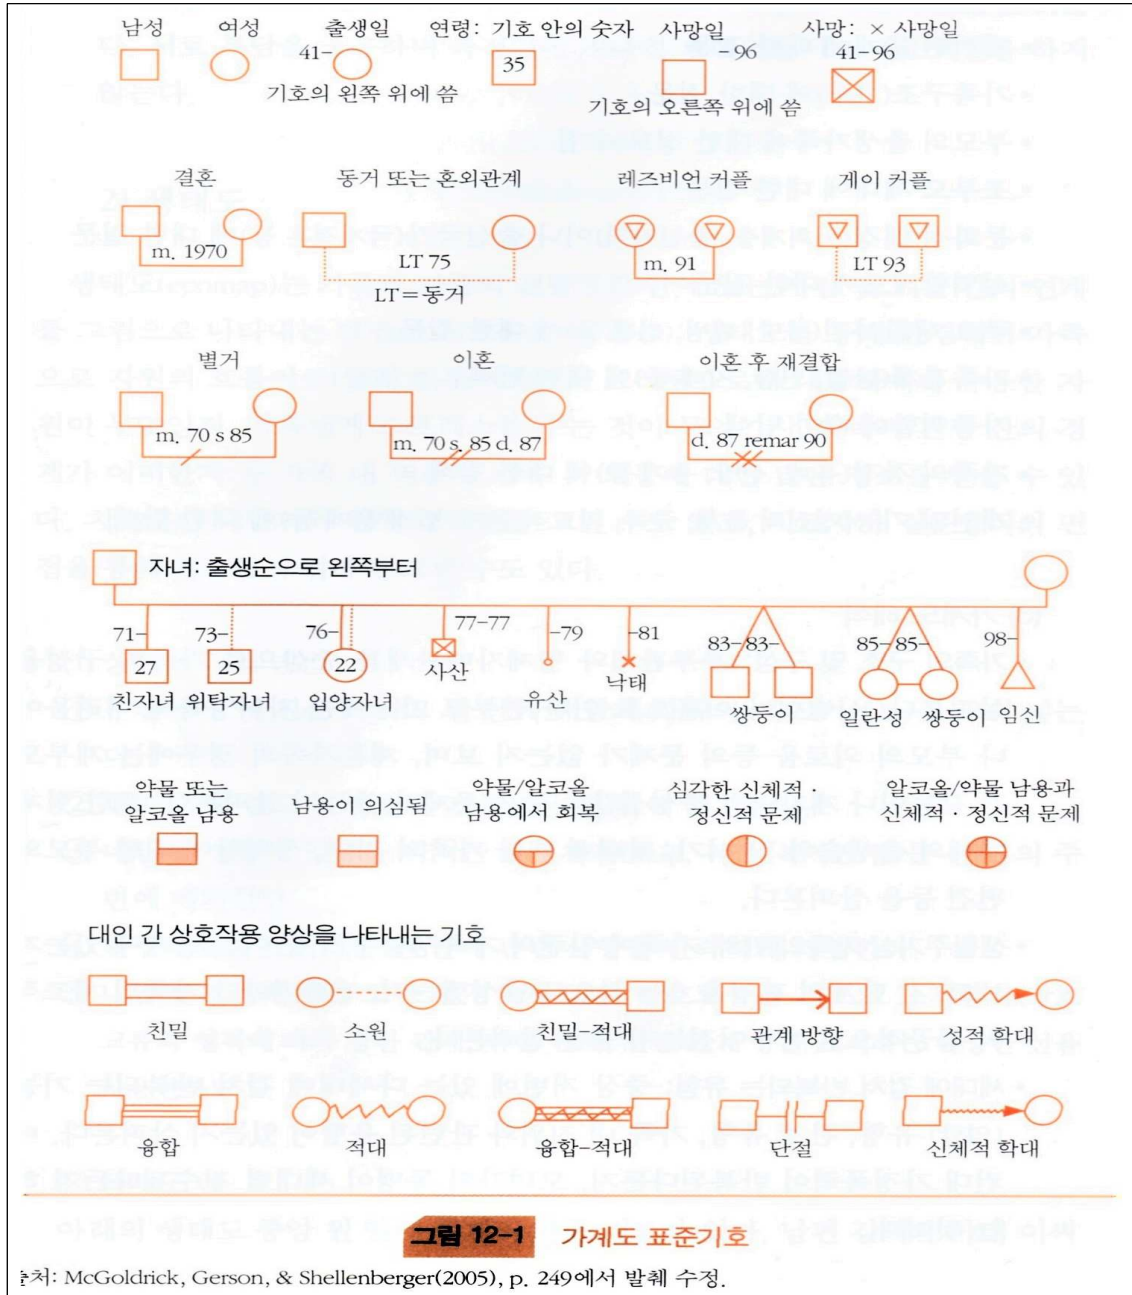 남성 여성 출생일 연령: 기호 안의 숫자 사망일 사망: × 사망일
41– 35 –96 41–96
기호의 왼쪽 위에 씀 기호의 오른쪽 위에 씀
결혼 동거 또는 혼외관계 레즈비언 커플 게이 커플
m. 1970 LT 75 m. 91 LT 93
LT=동거
별거 이혼 이혼 후 재결합
m. 70 s 85 m. 70 s. 85 d. 87 d. 87 remar 90
자녀: 출생순으로 왼쪽부터
71– 73– 76– 77–77 –79 –81 83– 83– 85– 85– 98–
27 25 22
친자녀 위탁자녀 입양자녀 사산 유산 낙태 쌍둥이 일란성 쌍둥이 임신
약물 또는 알코올 남용 남용이 의심됨 약물/알코올 남용에서 회복 심각한 신체적 · 정신적 문제 알코올/약물 남용과 신체적 · 정신적 문제
대인 간 상호작용 양상을 나타내는 기호
친밀 소원 친밀–적대 관계 방향 성적 학대
융합 적대 융합–적대 단절 신체적 학대
그림 12-1 가계도 표준기호
출처: McGoldrick, Gerson, & Shellenberger(2005), p. 249에서 발췌 수정.